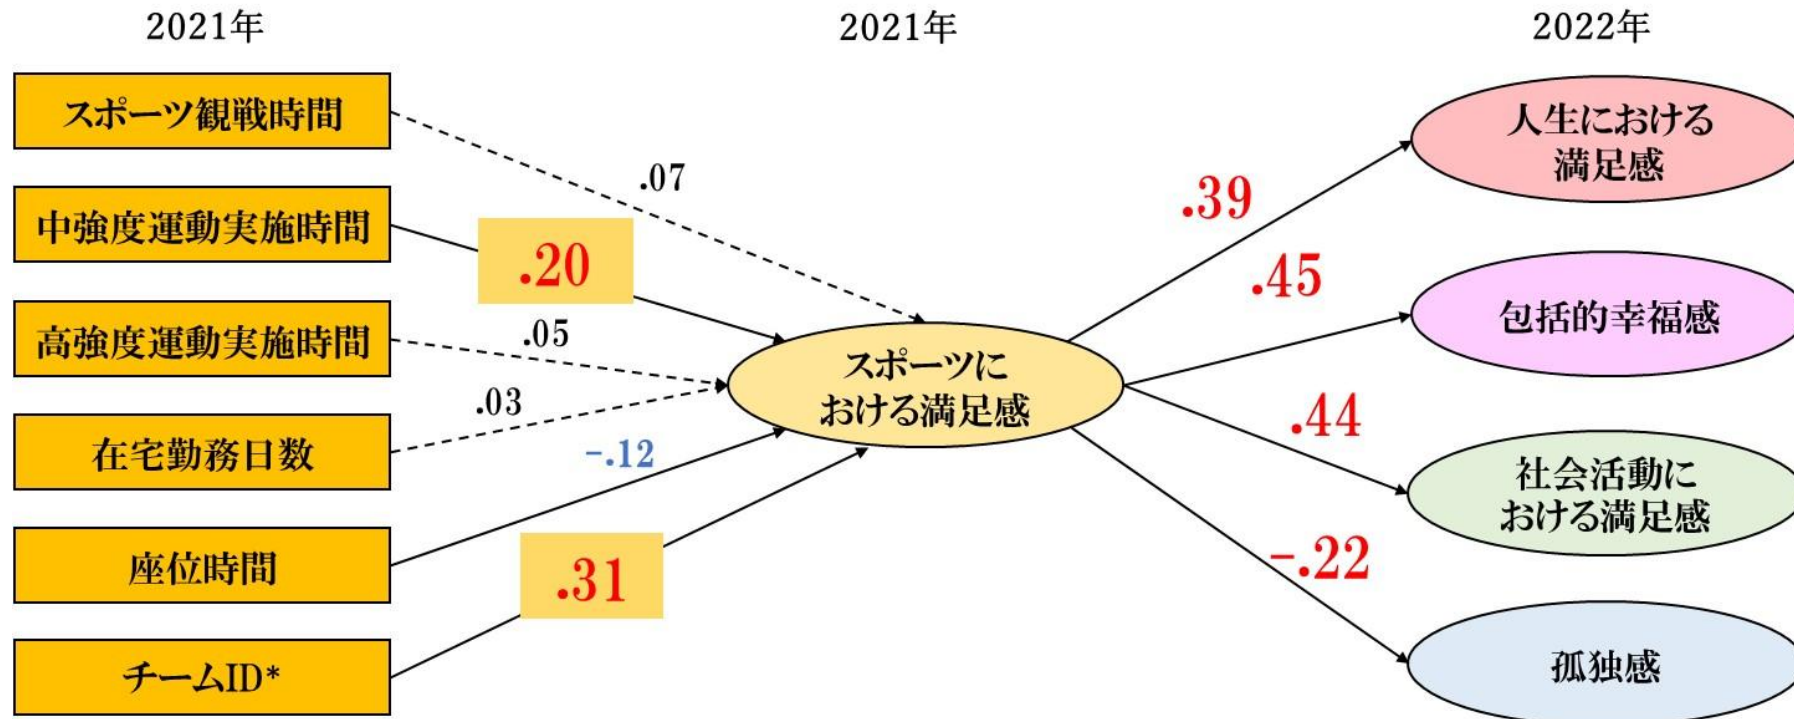 2021年
2021年
2022年
スポーツ観戦時間
中強度運動実施時間
高強度運動実施時間
在宅勤務日数
座位時間
チームID*
.07
.20
.05
.03
-.12
.31
スポーツに
おける満足感
.39
.45
.44
-.22
人生における
満足感
包括的幸福感
社会活動に
おける満足感
孤独感